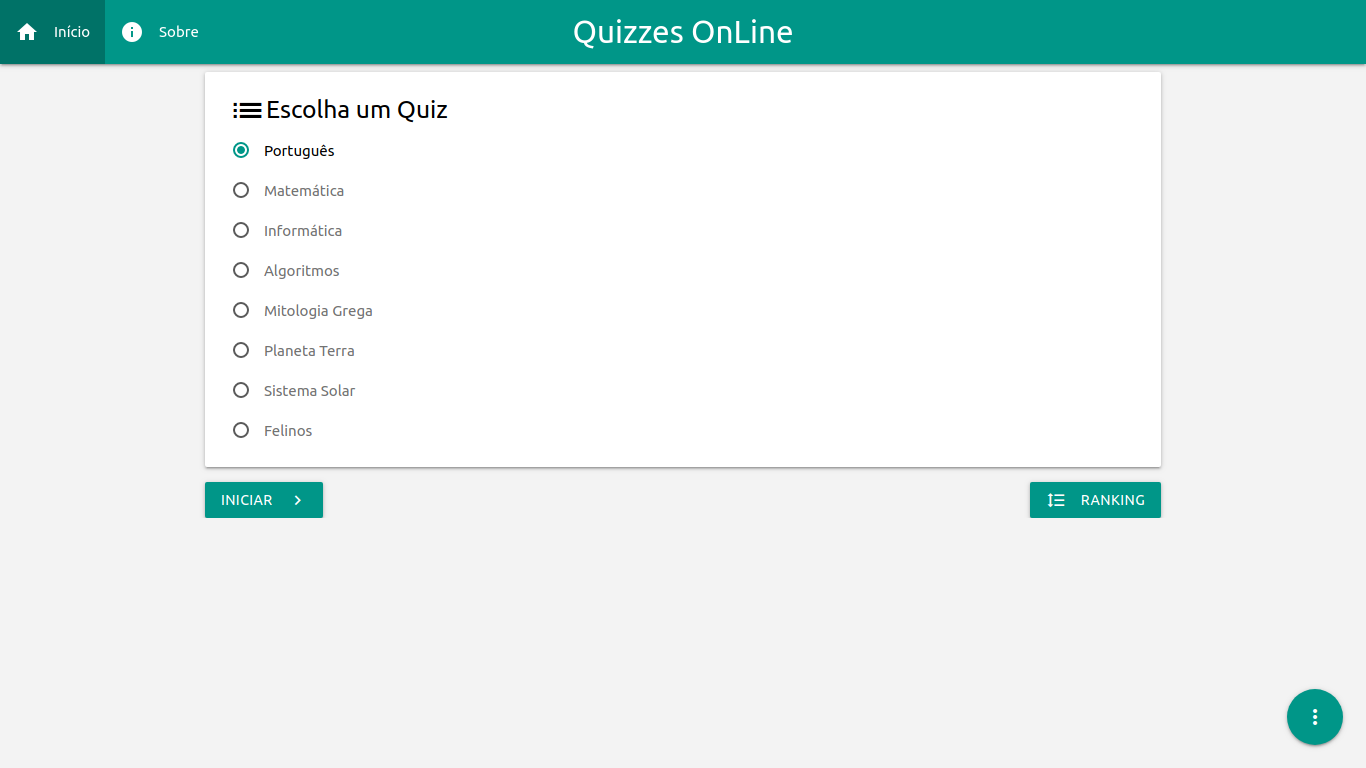 Início
Sobre
Quizzes OnLine
Escolha um Quiz
Português
Matemática
Informática
Algoritmos
Mitologia Grega
Planeta Terra
Sistema Solar
Felinos
INICIAR
RANKING